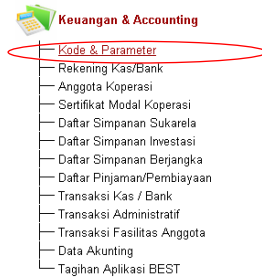 Keuangan & Accounting
Kode & Parameter
Rekening Kas/Bank
Anggota Koperasi
Sertifikat Modal Koperasi
Daftar Simpanan Sukarela
Daftar Simpanan Investasi
Daftar Simpanan Berjangka
Daftar Pinjaman/Pembiayaan
Transaksi Kas / Bank
Transaksi Administratif
Transaksi Fasilitas Anggota
Data Akunting
Tagihan Aplikasi BEST